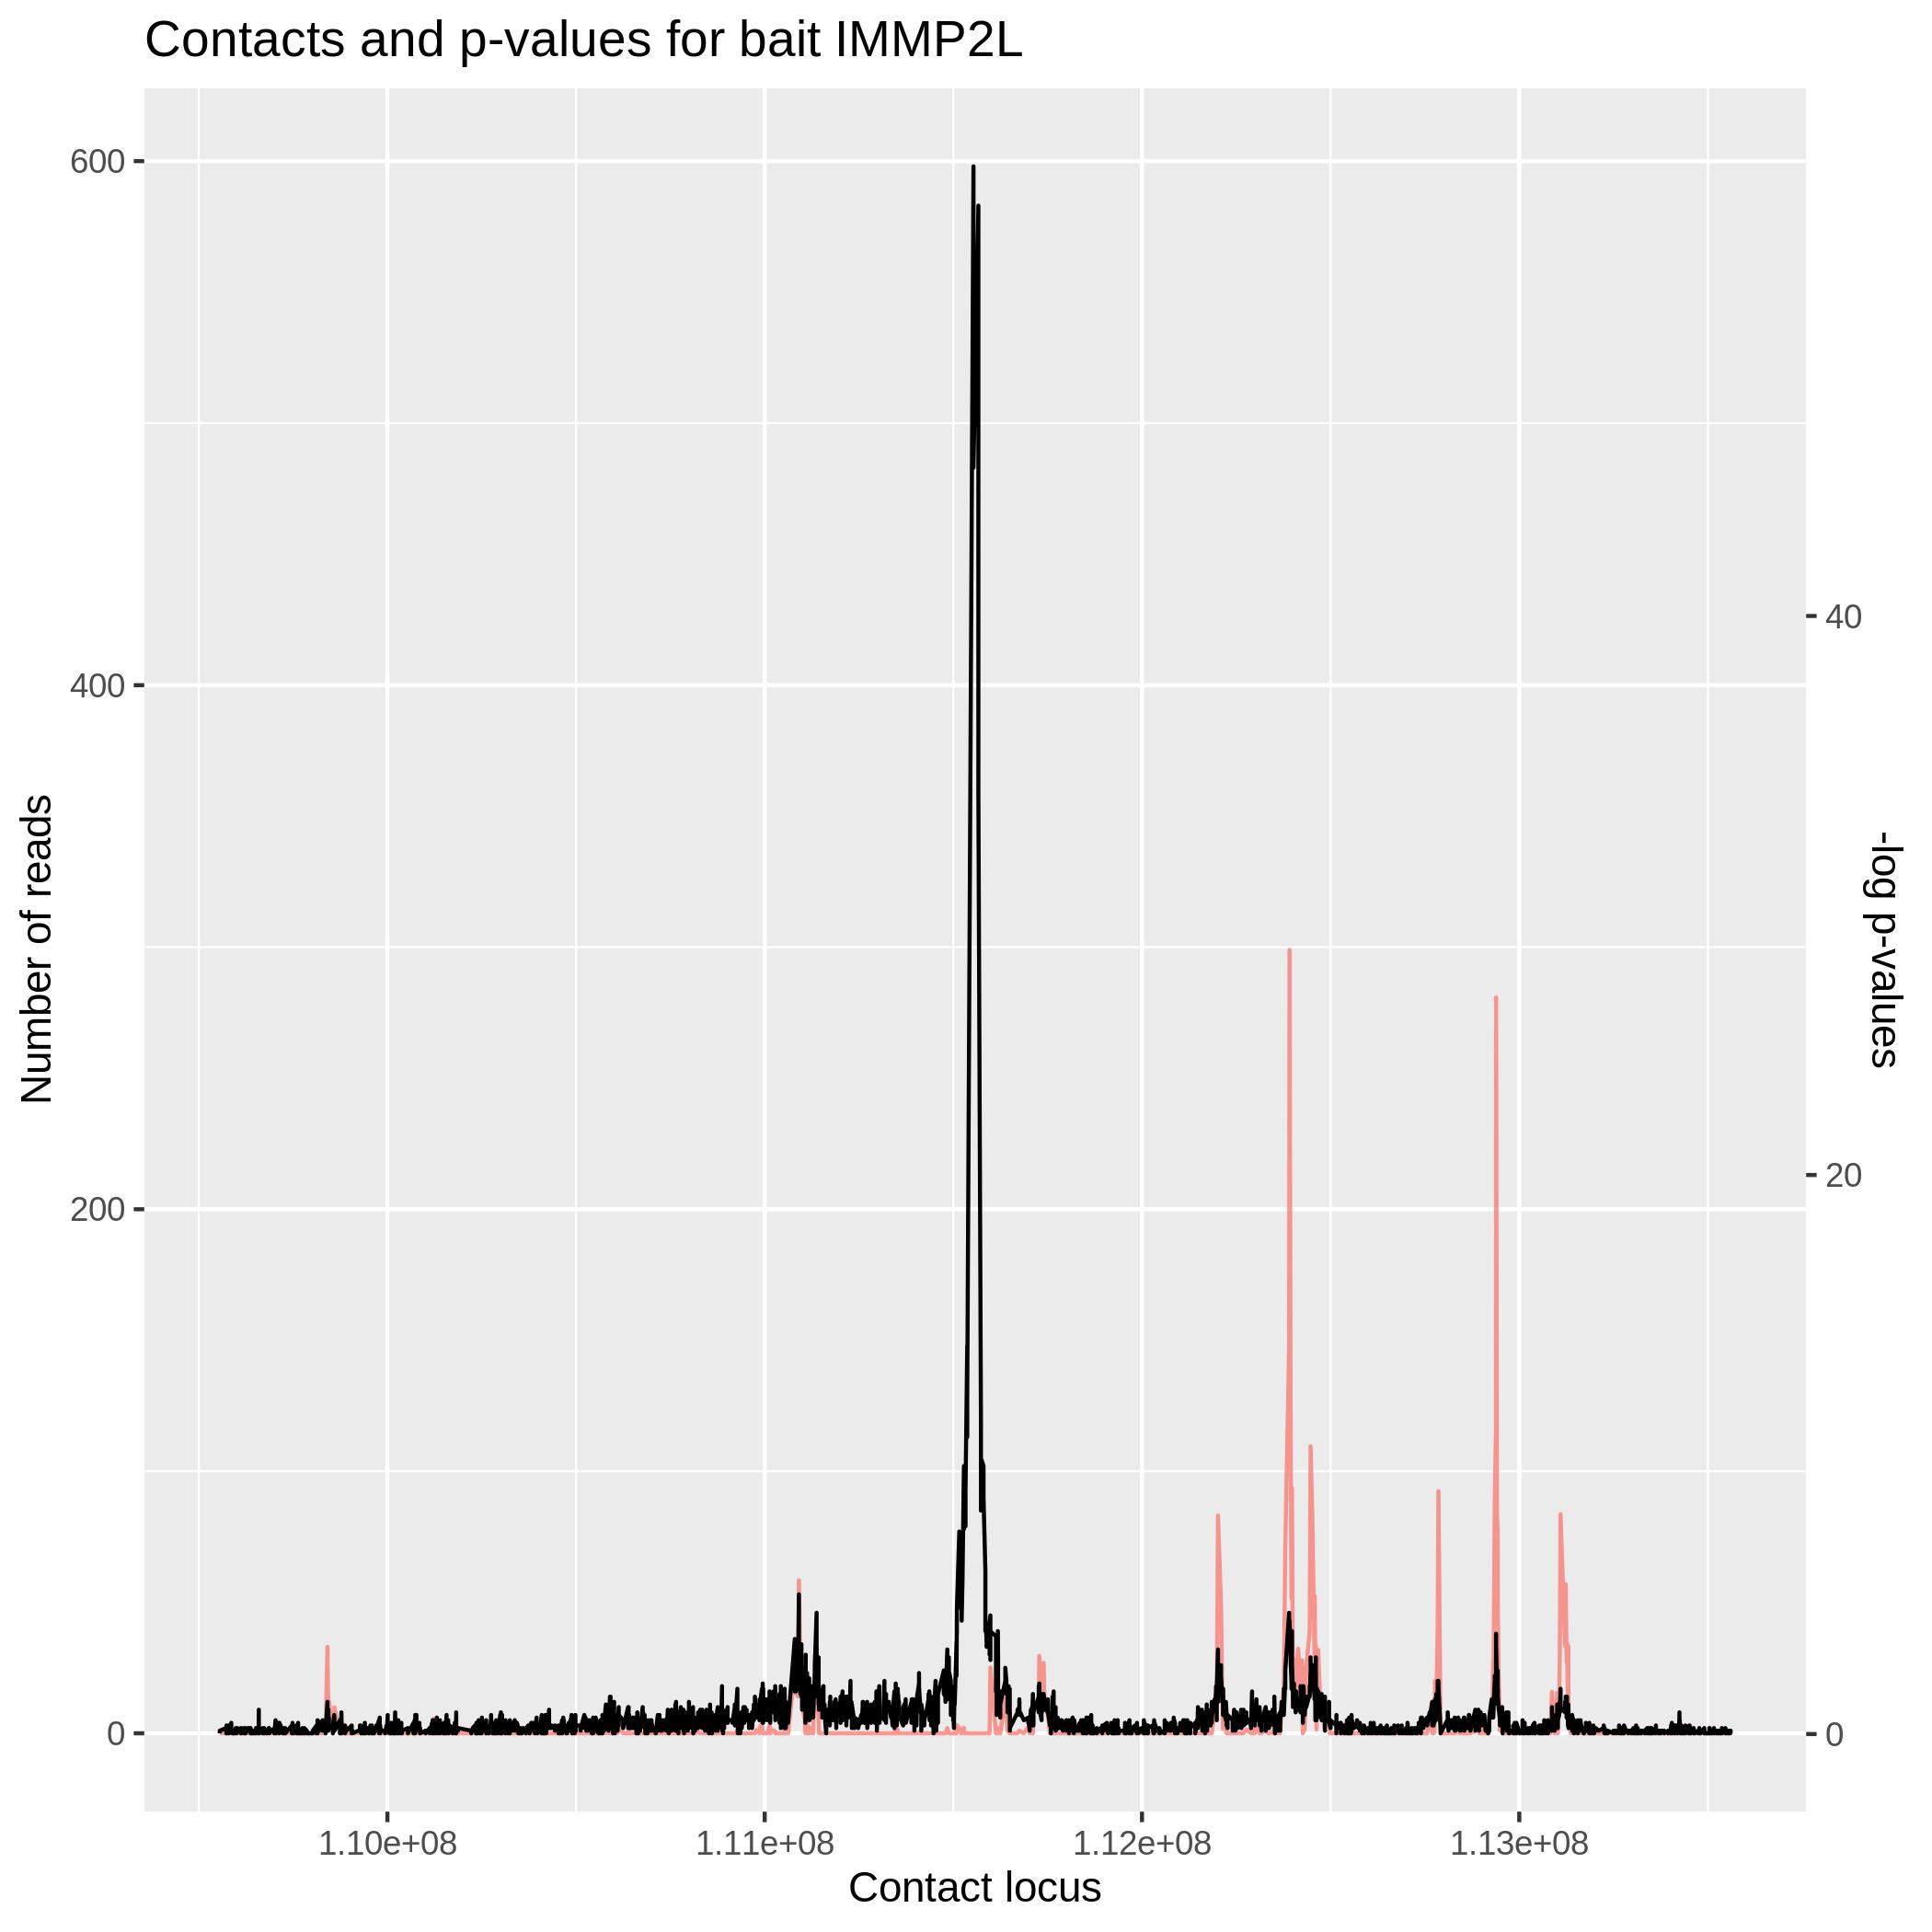 Contacts and p-values for bait IMMP2L
600
400
200
0
Number of reads
40
20
0
-log p-values
1.10e+08
1.11e+08
1.12e+08
1.13e+08
Contact locus